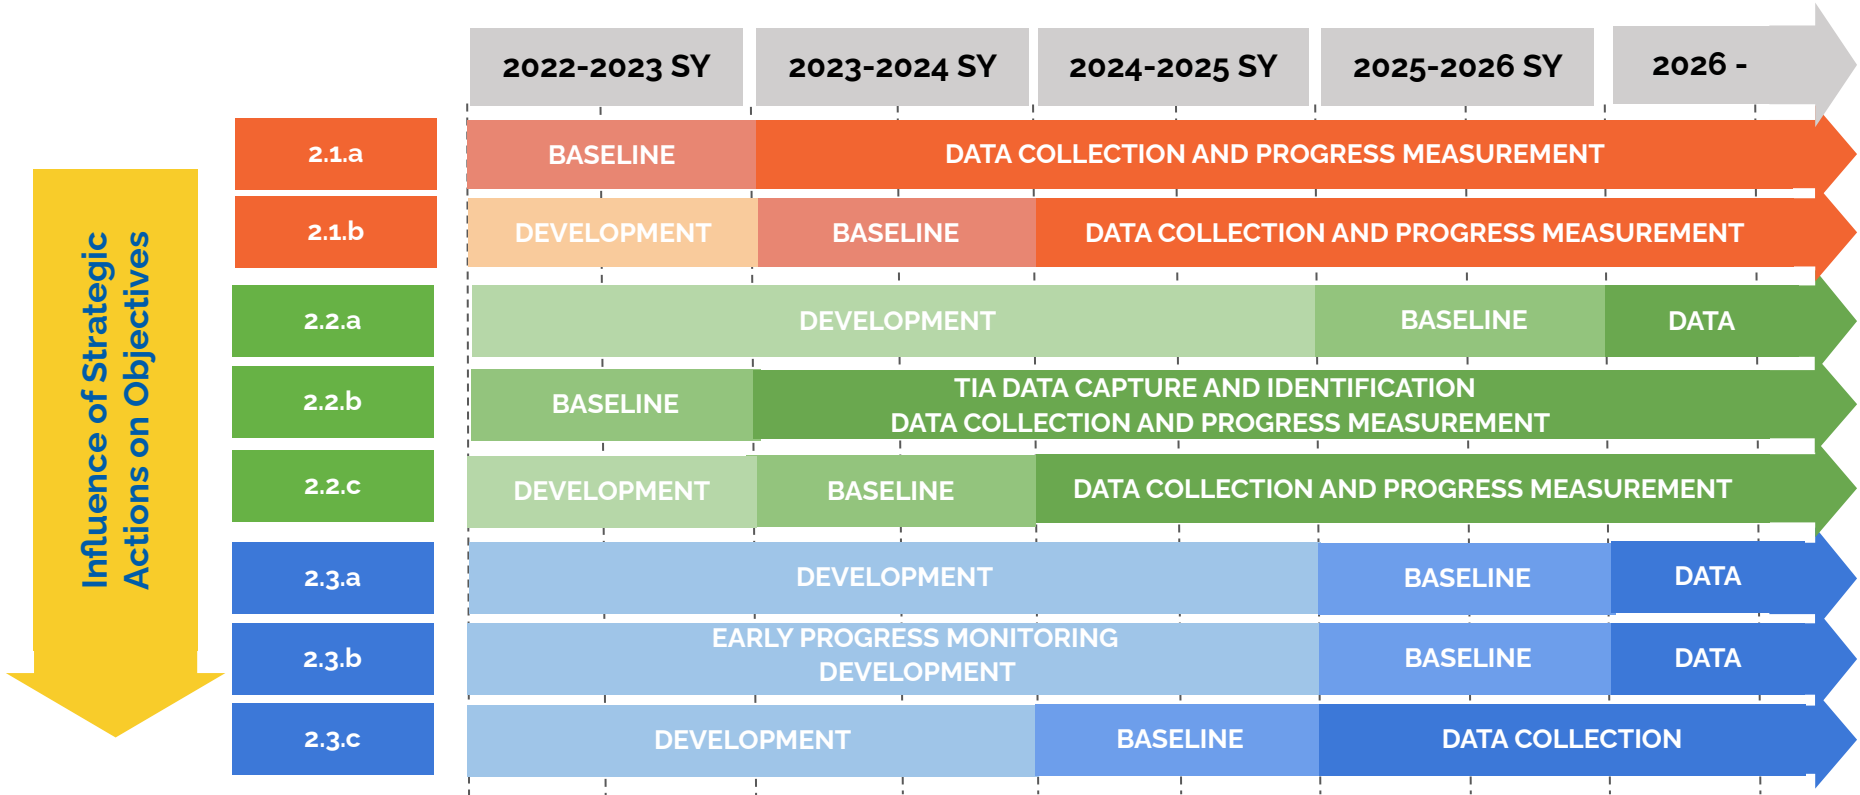 2022-2023 SY
2023-2024 SY
2024-2025 SY
2025-2026 SY
2026 -
Influence of Strategic
Actions on Objectives
2.1.a
BASELINE
DATA COLLECTION AND PROGRESS MEASUREMENT
2.1.b
DEVELOPMENT
BASELINE
DATA COLLECTION AND PROGRESS MEASUREMENT
2.2.a
DEVELOPMENT
BASELINE
DATA
2.2.b
BASELINE
TIA DATA CAPTURE AND IDENTIFICATION
DATA COLLECTION AND PROGRESS MEASUREMENT
2.2.c
DEVELOPMENT
BASELINE
DATA COLLECTION AND PROGRESS MEASUREMENT
2.3.a
DEVELOPMENT
BASELINE
DATA
2.3.b
EARLY PROGRESS MONITORING
DEVELOPMENT
BASELINE
DATA
2.3.c
DEVELOPMENT
BASELINE
DATA COLLECTION